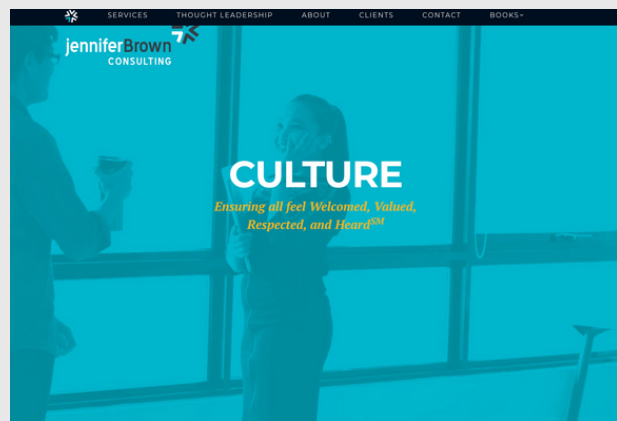 SERVICES THOUGHT LEADERSHIP ABOUT CLIENTS CONTACT BOOKS
jenniferBrown
CONSULTING
CULTURE
Ensuring all feel Welcomed, Valued,
Respected, and Heard℠